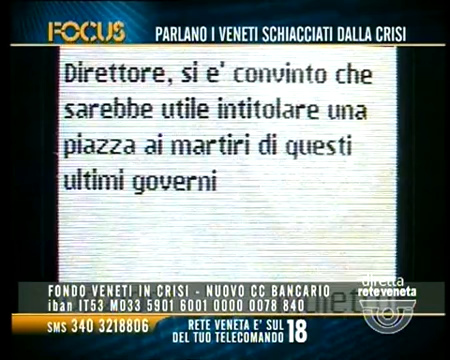 FOCUS PARLANO I VENETI SCHIACCIATI DALLA CRISI
Direttore, si e' convinto che
sarebbe utile intitolare una
piazza ai martiri di questi
ultimi governi
diretta
reteveneta
FONDO VENETI IN CRISI - NUOVO CC BANCARIO
iban IT53 M033 5901 6001 0000 0078 840
SMS 340 3218806
RETE VENETA E' SUL 18
DEL TUO TELECOMANDO